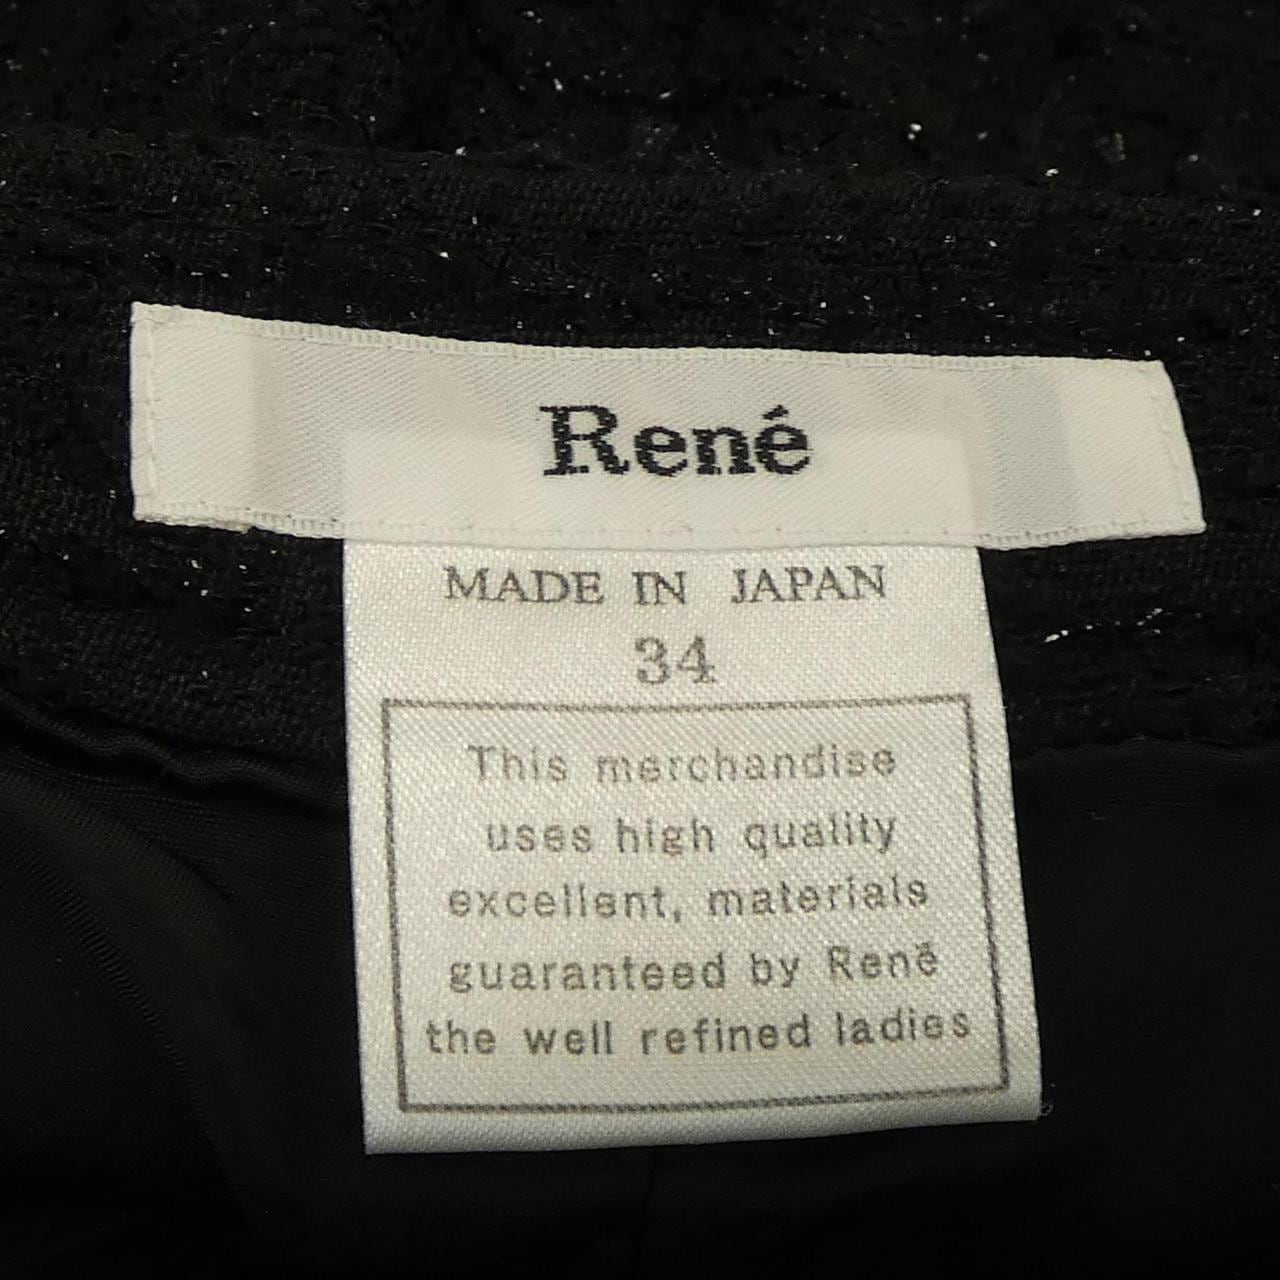 René
MADE IN JAPAN
34
This merchandise
uses high quality
excellent, materials
guaranteed by René
the well refined ladies